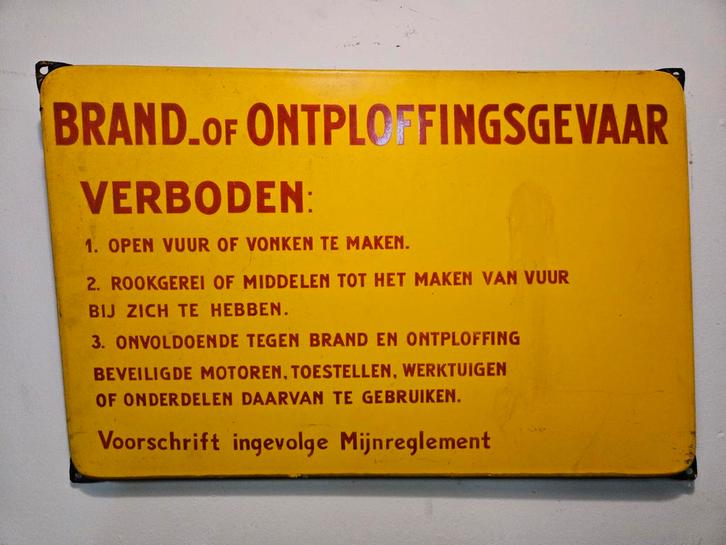 BRAND-OF ONTPLOFFINGSGEVAAR
VERBODEN:
1. OPEN VUUR OF VONKEN TE MAKEN.
2. ROOKGEREI OF MIDDELEN TOT HET MAKEN VAN VUUR
BIJ ZICH TE HEBBEN.
3. ONVOLDOENDE TEGEN BRAND EN ONTPLOFFING
BEVEILIGDE MOTOREN, TOESTELLEN, WERKTUIGEN
OF ONDERDELEN DAARVAN TE GEBRUIKEN.
Voorschrift ingevolge Mijnreglement